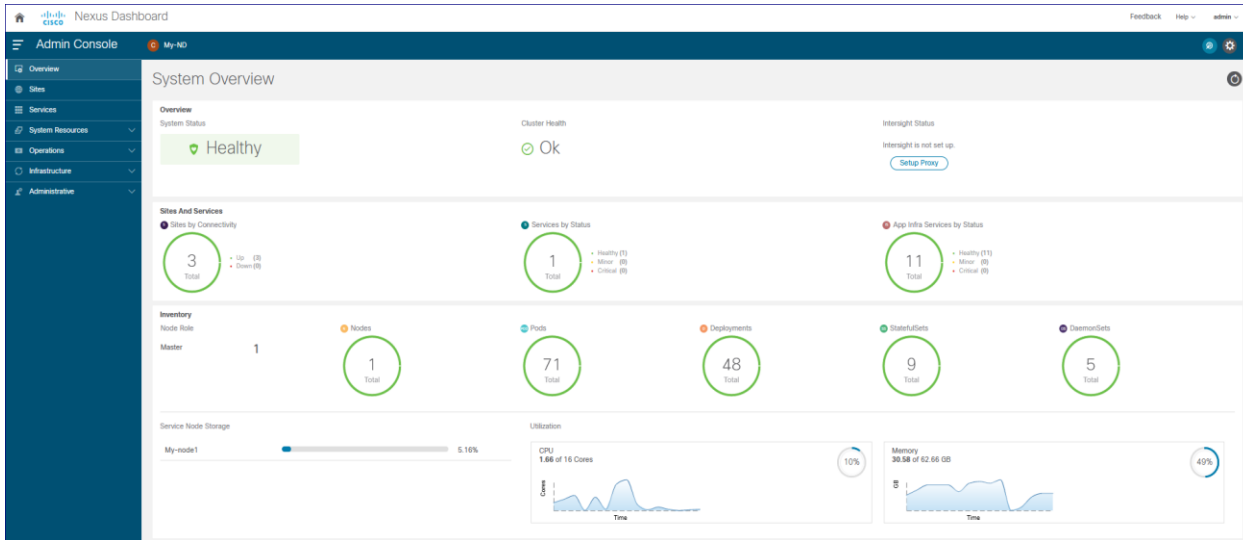 CISCO Nexus Dashboard Feedback Help admin
Admin Console C My-ND
Overview
Sites
Services
System Resources
Operations
Infrastructure
Administrative
System Overview
Overview
System Status Cluster Health Intersight Status
Healthy Ok Intersight is not set up.
Setup Proxy
Sites And Services
Sites by Connectivity Services by Status App Infra Services by Status
3 Total Up (3) Down (0)
1 Total Healthy (1) Minor (0) Critical (0)
11 Total Healthy (11) Minor (0) Critical (0)
Inventory
Node Role Nodes Pods Deployments StatefulSets DaemonSets
Master 1
1 71 48 9 5
Total Total Total Total Total
Service Node Storage Utilization
My-node1 5.16%
CPU
1.66 of 16 Cores
10%
Cores
Time
Memory
30.58 of 62.66 GB
49%
GB
Time